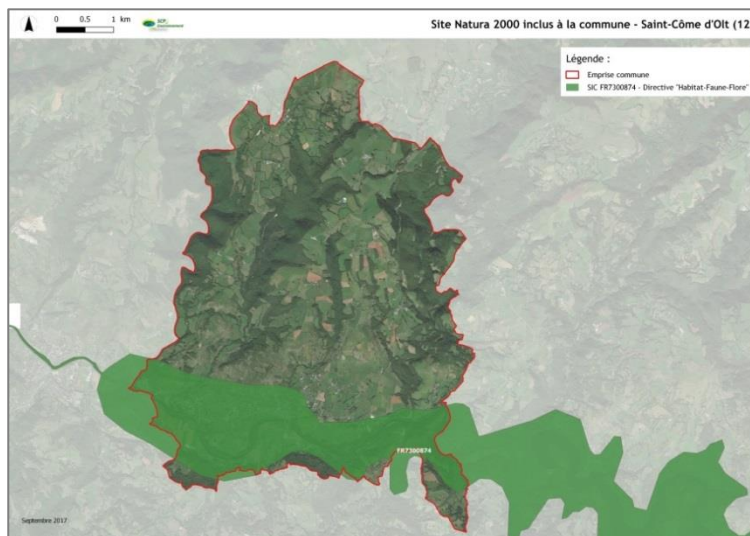 0 0.5 1 km
Site Natura 2000 inclus à la commune - Saint-Côme d'Olt (12
Légende :
Emprise commune
SIC FR7300874 - Directive "Habitat-Faune-Flore"
FR7300874
Septembre 2017